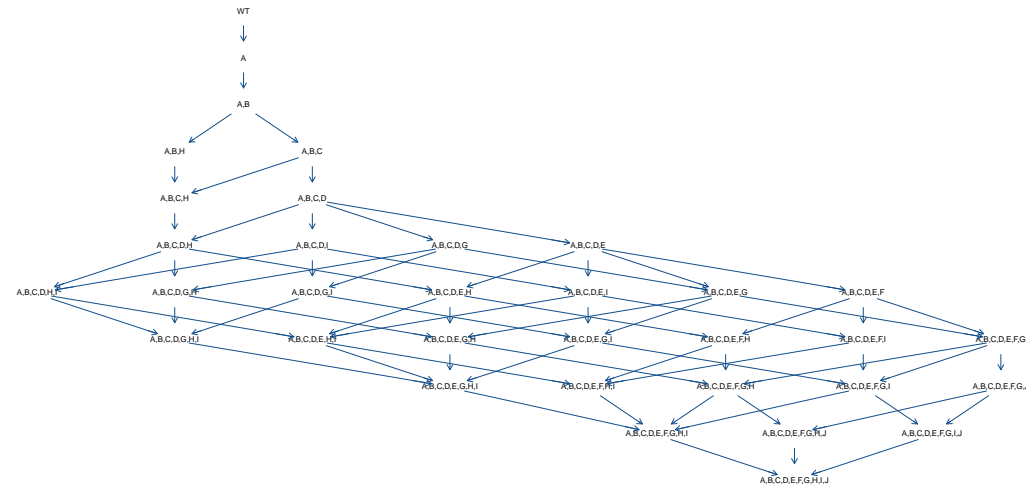 WT
A
A,B
A,B,H
A,B,C
A,B,C,H
A,B,C,D
A,B,C,D,H
A,B,C,D,I
A,B,C,D,G
A,B,C,D,E
A,B,C,D,H,I
A,B,C,D,G,H
A,B,C,D,G,I
A,B,C,D,E,H
A,B,C,D,E,I
A,B,C,D,E,G
A,B,C,D,E,F
A,B,C,D,G,H,I
A,B,C,D,E,H,I
A,B,C,D,E,G,H
A,B,C,D,E,G,I
A,B,C,D,E,F,H
A,B,C,D,E,F,I
A,B,C,D,E,F,G
A,B,C,D,E,G,H,I
A,B,C,D,E,F,H,I
A,B,C,D,E,F,G,H
A,B,C,D,E,F,G,I
A,B,C,D,E,F,G,J
A,B,C,D,E,F,G,H,I
A,B,C,D,E,F,G,H,J
A,B,C,D,E,F,G,I,J
A,B,C,D,E,F,G,H,I,J